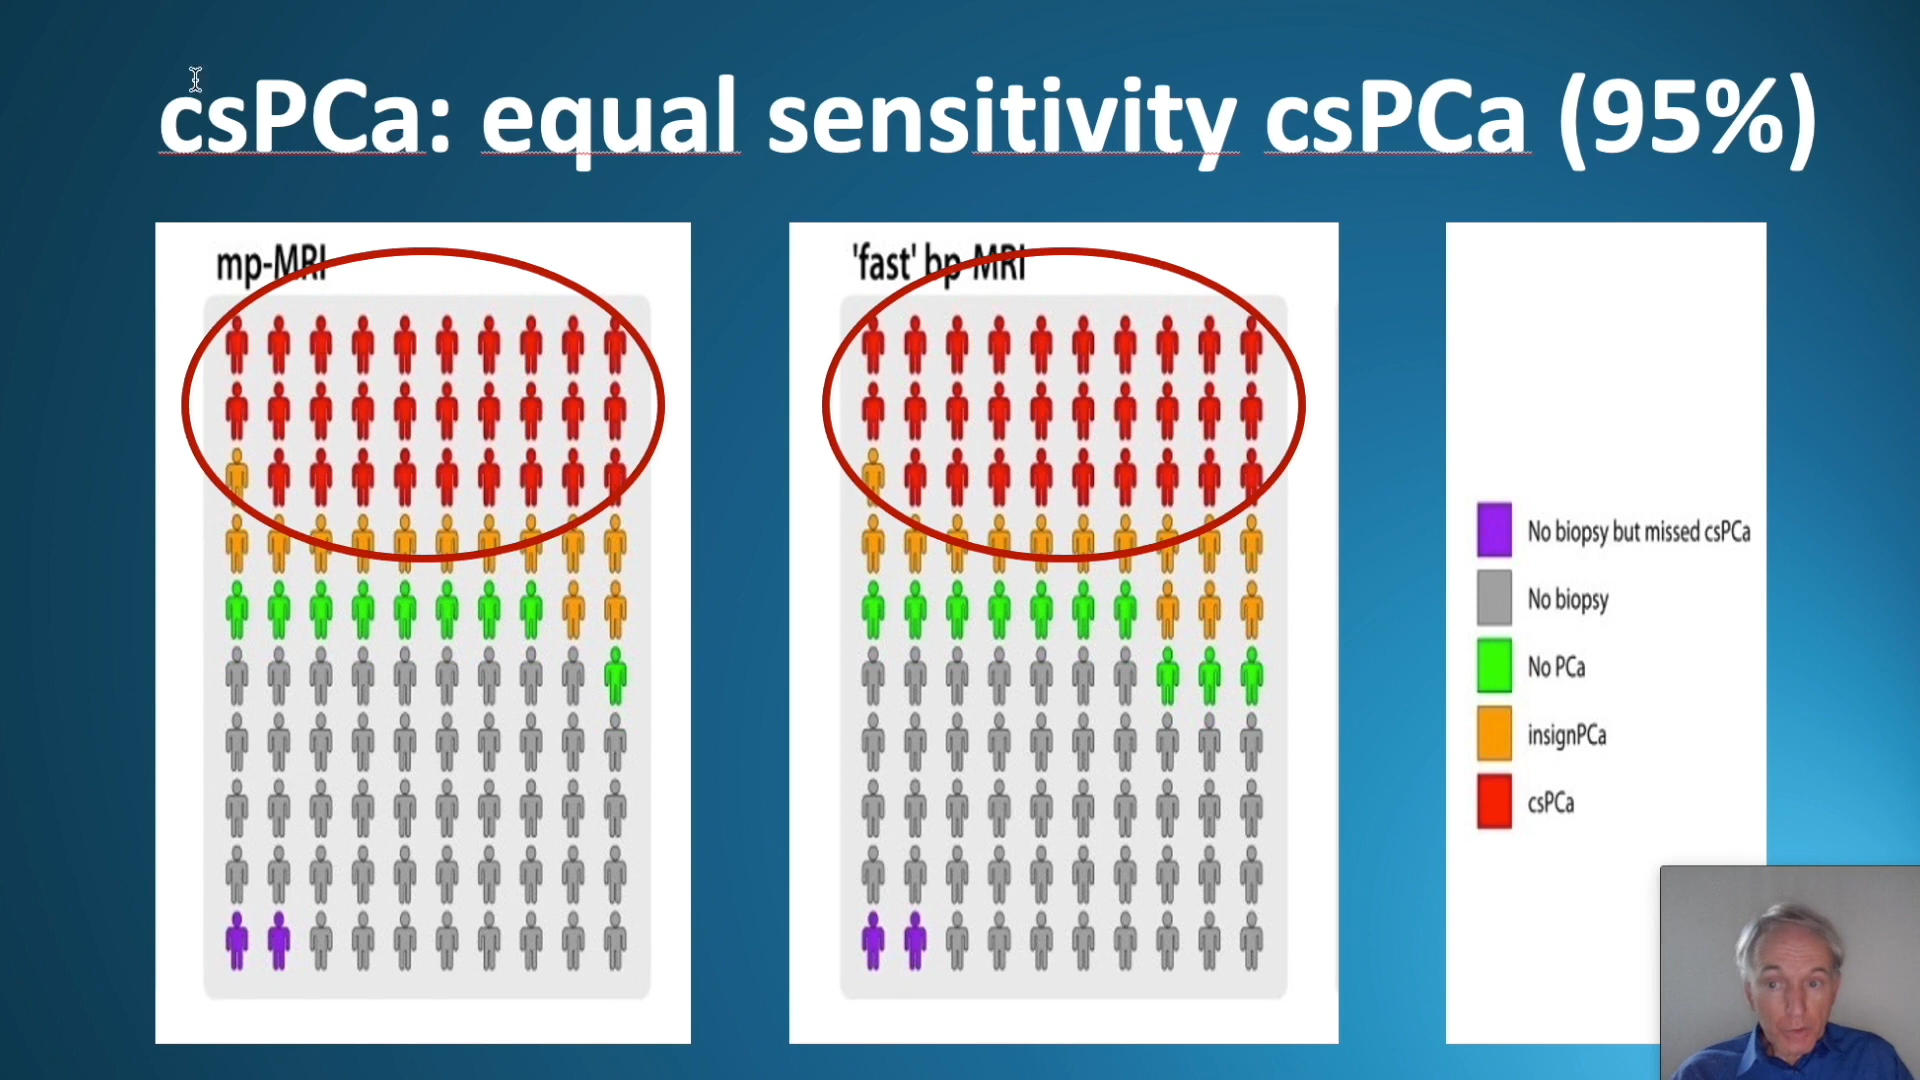 csPCa: equal sensitivity csPCa (95%)
mp-MRI
'fast' bp-MRI
No biopsy but missed csPCa
No biopsy
No PCa
insignPCa
csPCa